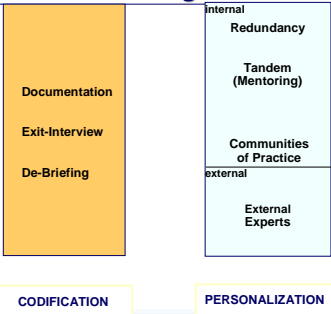 Documentation
Exit-Interview
De-Briefing
CODIFICATION
internal
Redundancy
Tandem
(Mentoring)
Communities
of Practice
external
External
Experts
PERSONALIZATION